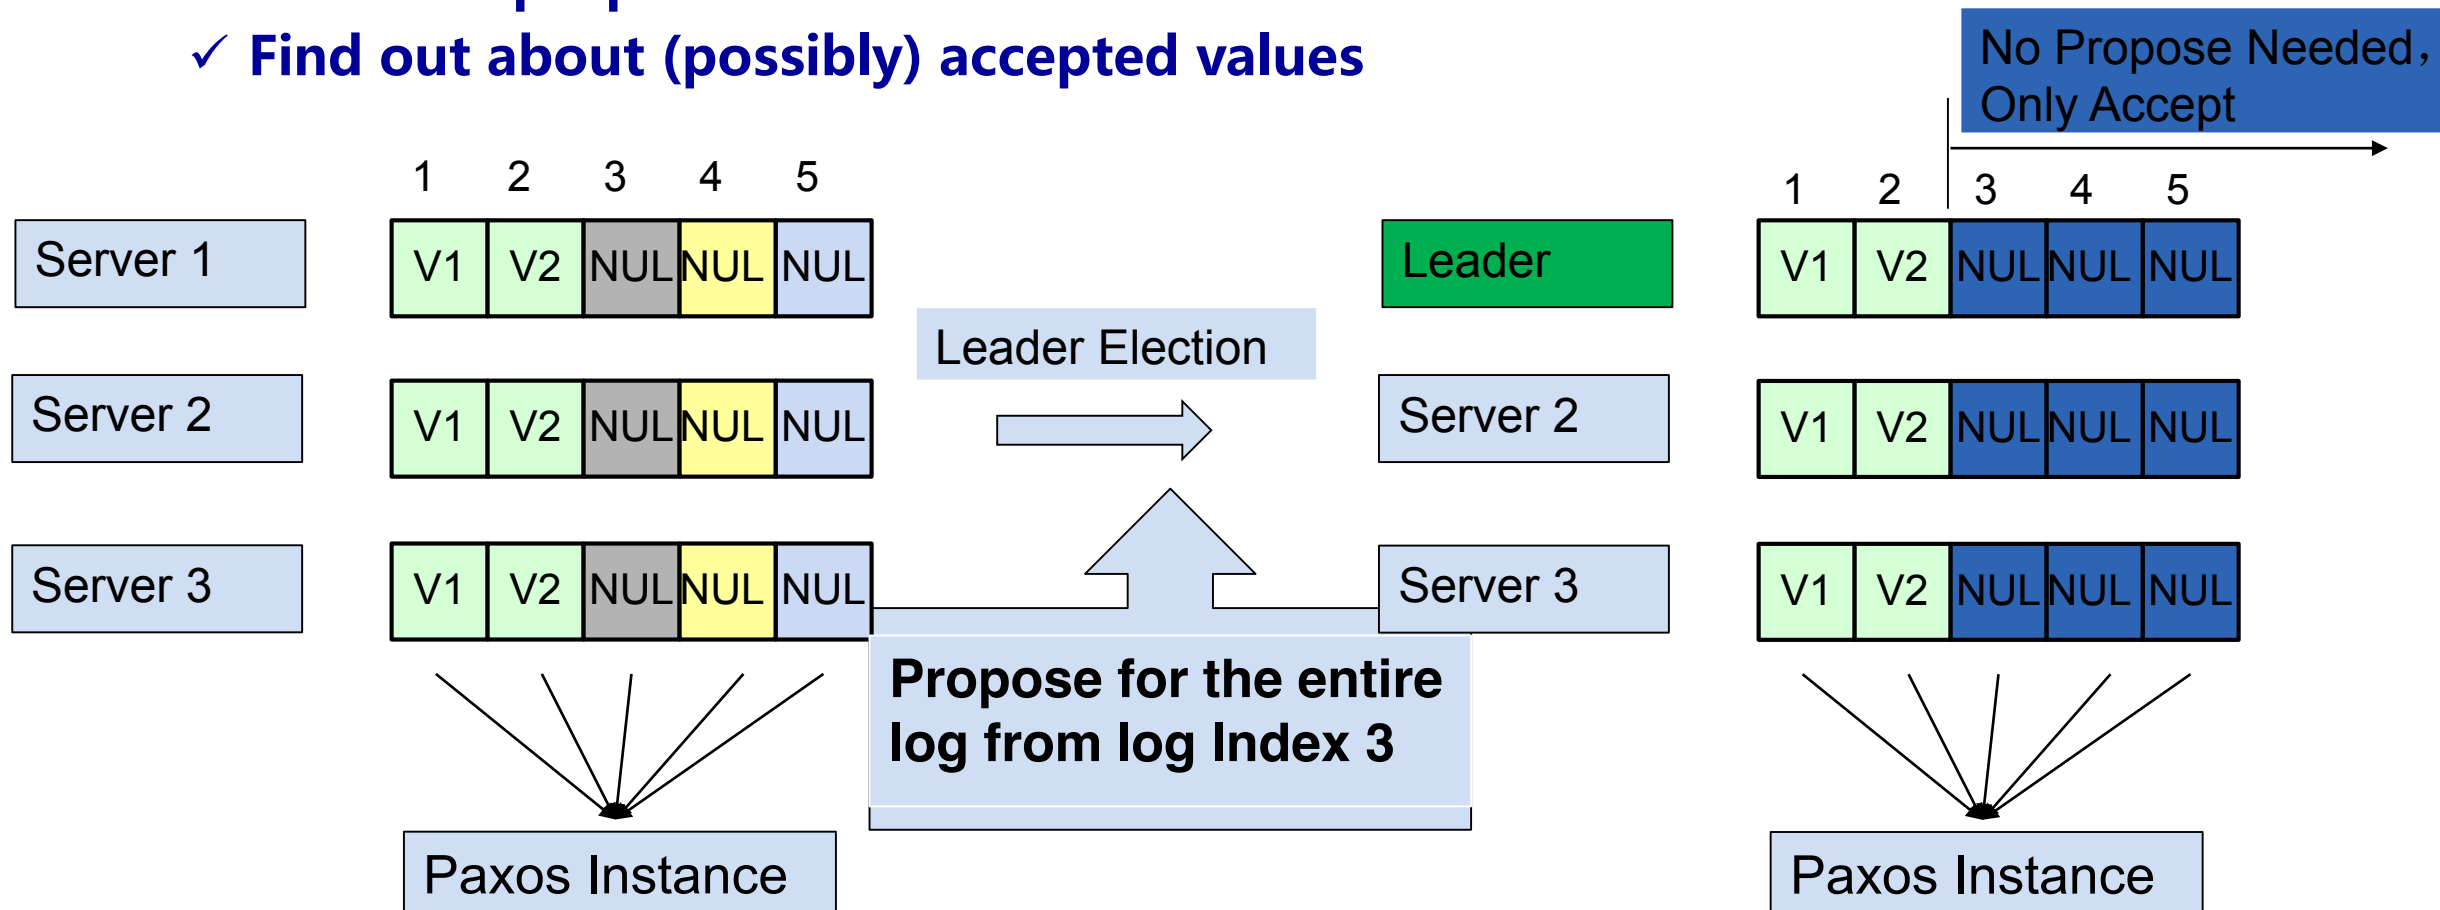 ✓ Find out about (possibly) accepted values
No Propose Needed，
Only Accept
1 2 3 4 5
1 2 3 4 5
Server 1
V1 V2 NUL NUL NUL
Leader
V1 V2 NUL NUL NUL
Leader Election
Server 2
V1 V2 NUL NUL NUL
Server 2
V1 V2 NUL NUL NUL
Server 3
V1 V2 NUL NUL NUL
Server 3
V1 V2 NUL NUL NUL
Propose for the entire
log from log Index 3
Paxos Instance
Paxos Instance